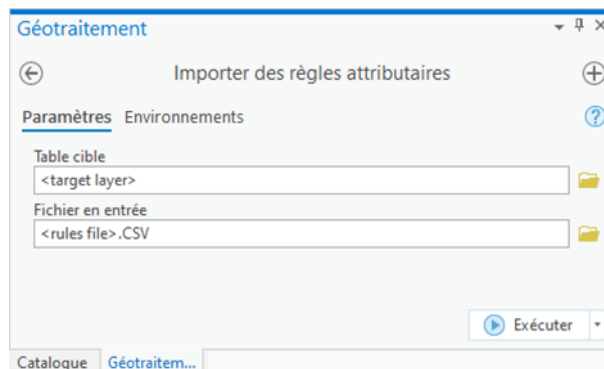 Géotraitement
Importer des règles attributaires
Paramètres Environnements
Table cible
<target layer>
Fichier en entrée
<rules file>.CSV
Exécuter
Catalogue Géotraitem...